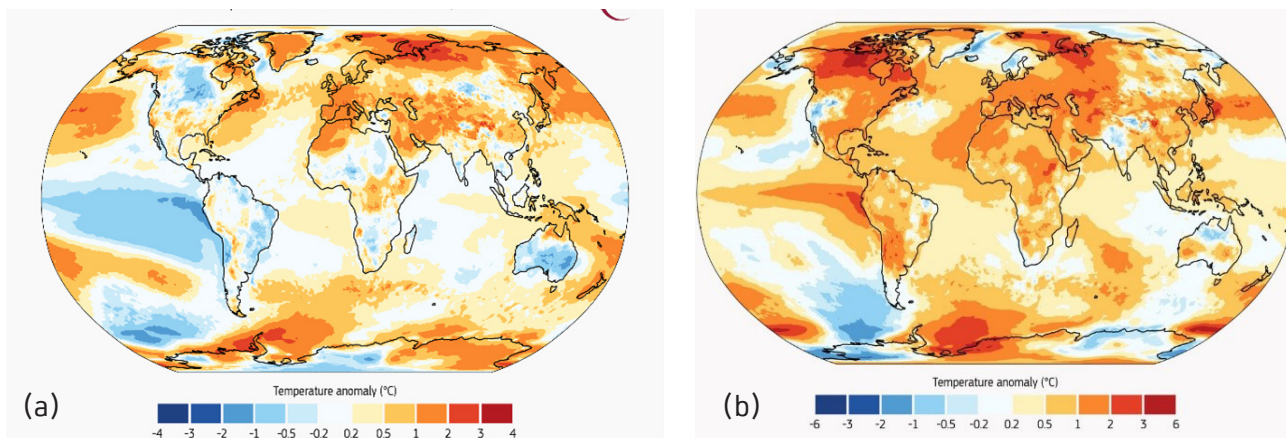 Temperature anomaly (°C)
(a)
-4 -3 -2 -1 -0.5 -0.2 0.2 0.5 1 2 3 4
Temperature anomaly (°C)
(b)
-6 -3 -2 -1 -0.5 -0.2 0.2 0.5 1 2 3 6